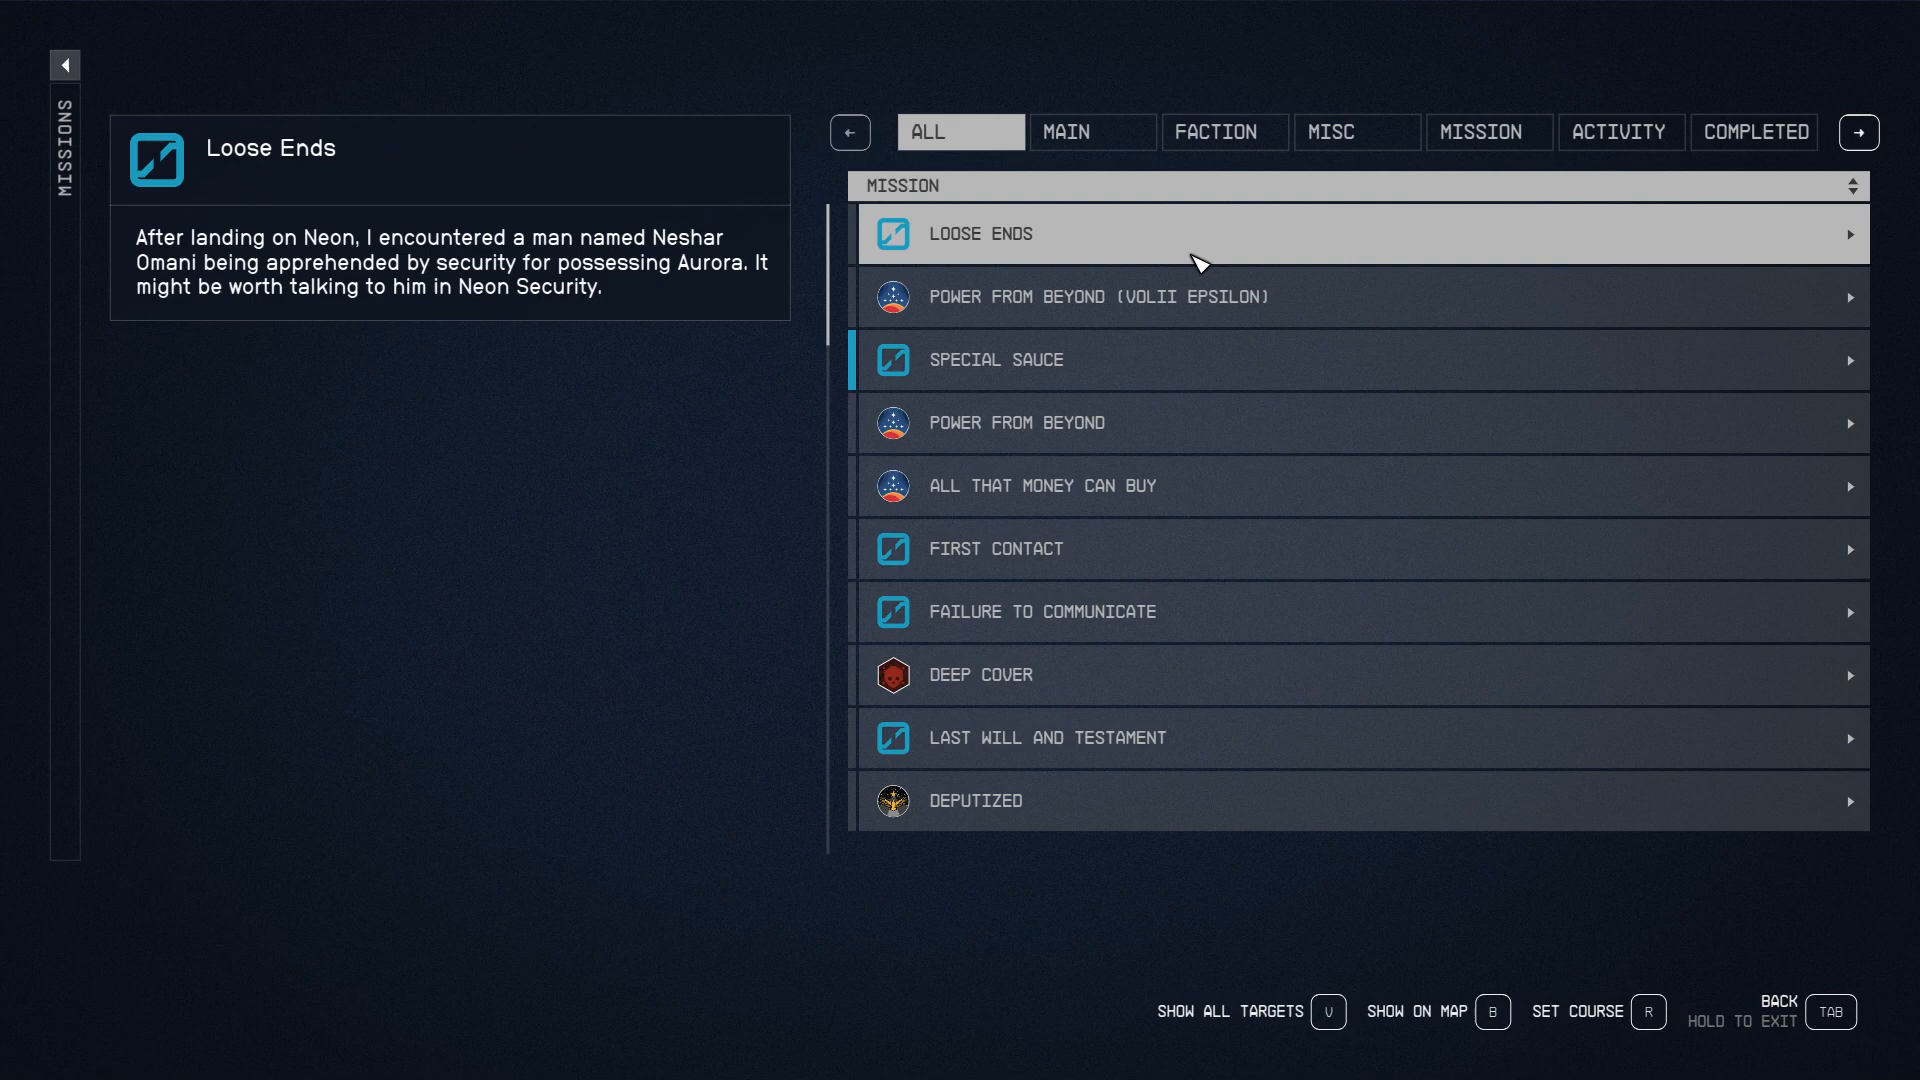 MISSIONS
Loose Ends
After landing on Neon, I encountered a man named Neshar
Omani being apprehended by security for possessing Aurora. It
might be worth talking to him in Neon Security.
ALL MAIN FACTION MISC MISSION ACTIVITY COMPLETED
MISSION
LOOSE ENDS
POWER FROM BEYOND (VOLII EPSILON)
SPECIAL SAUCE
POWER FROM BEYOND
ALL THAT MONEY CAN BUY
FIRST CONTACT
FAILURE TO COMMUNICATE
DEEP COVER
LAST WILL AND TESTAMENT
DEPUTIZED
SHOW ALL TARGETS V SHOW ON MAP B SET COURSE R BACK TAB
HOLD TO EXIT